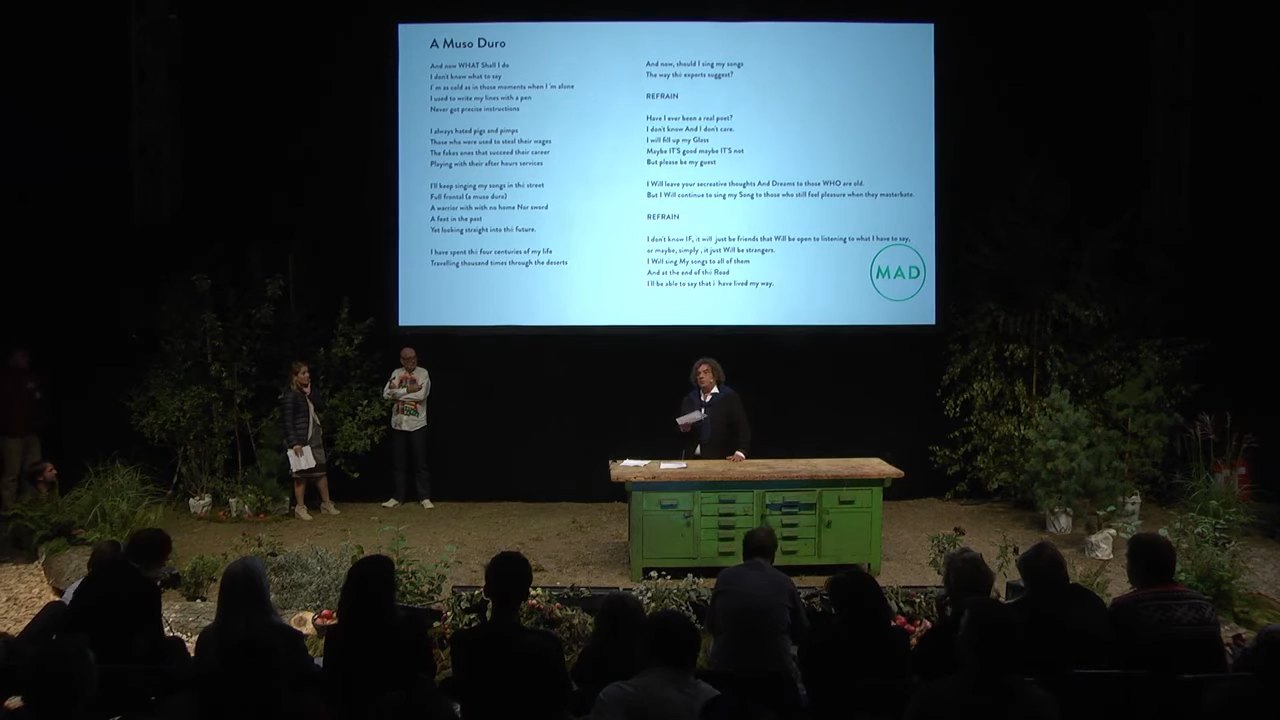 A Muso Duro
And now WHAT Shall I do
I don't know what to say
I'm as cold as in those moments when I'm alone
I used to write my lines with a pen
Never got precise instructions
I always hated pigs and pimps
Those who were used to steal their wages
The fakes ones that succeed their career
Playing with their after hours services
I'll keep singing my songs in thi street
Full frontal (a muso duro)
A warrior with with no home Nor sword
A feet in the past
Yet looking straight into thi future.
I have spent thi four centuries of my life
Travelling thousand times through the deserts
And now, should I sing my songs
The way thi experts suggest?
REFRAIN
Have I ever been a real poet?
I don't know And I don't care.
I will fill up my Glass
Maybe IT'S good maybe IT'S not
But please be my guest
I Will leave your secreative thoughts And Dreams to those WHO are old.
But I Will continue to sing my Song to those who still feel pleasure when they masterbate.
REFRAIN
I don't know IF, it will just be friends that Will be open to listening to what I have to say,
or maybe, simply, it just Will be strangers.
I Will sing My songs to all of them
And at the end of thi Road
I'll be able to say that i have lived my way.
MAD